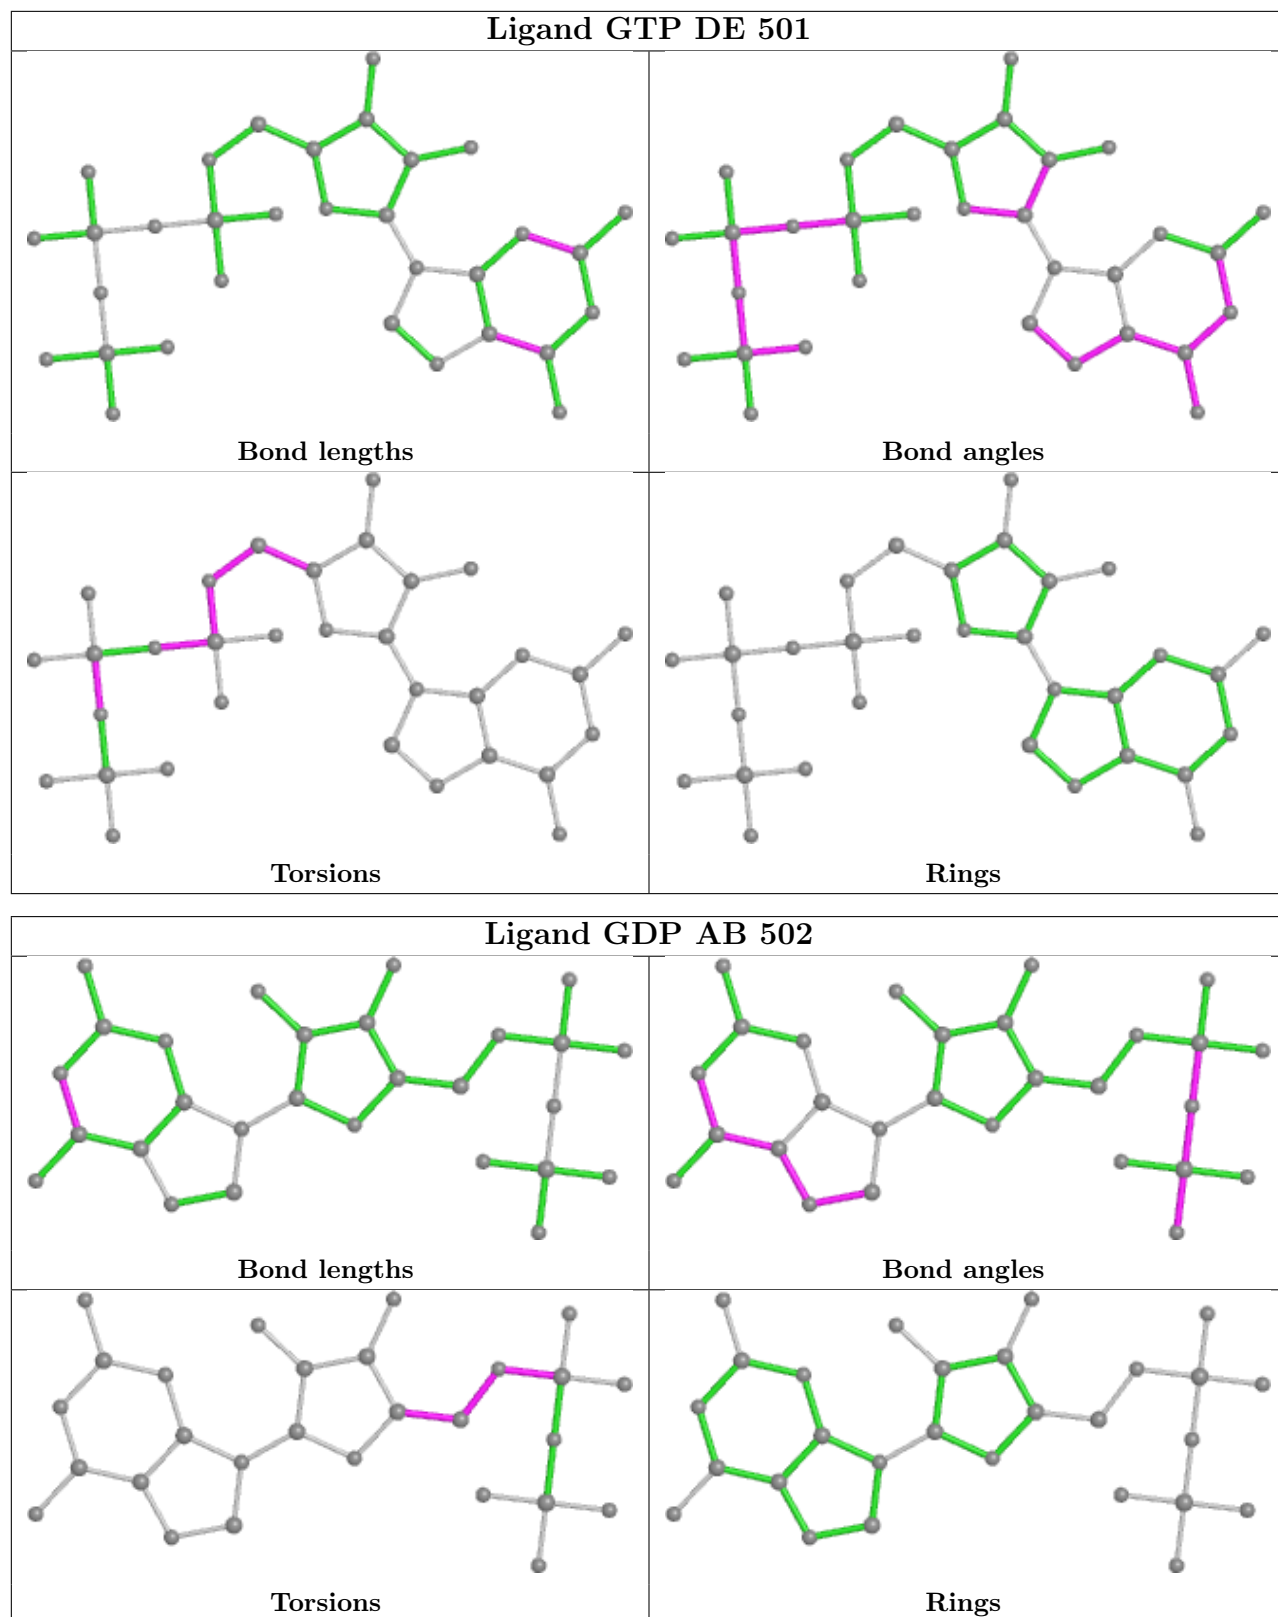 Ligand GTP DE 501
Bond lengths
Bond angles
Torsions
Rings
Ligand GDP AB 502
Bond lengths
Bond angles
Torsions
Rings